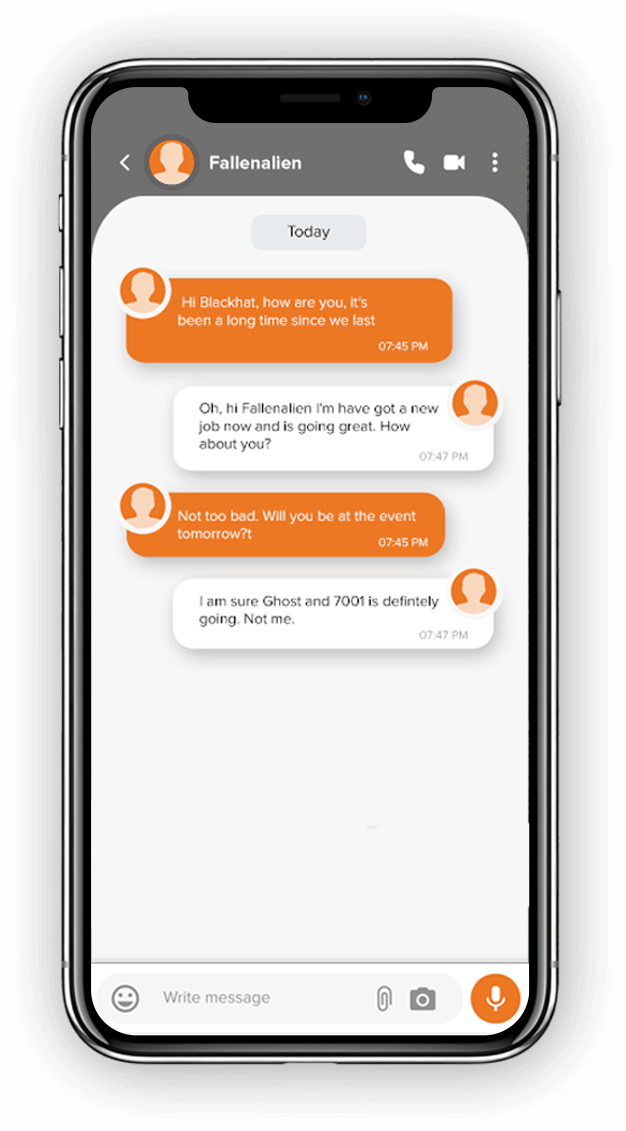 Fallenalien
Today
Hi Blackhat, how are you, it's
been a long time since we last
07:45 PM
Oh, hi Fallenalien I'm have got a new
job now and is going great. How
about you?
07:47 PM
Not too bad. Will you be at the event
tomorrow?t
07:45 PM
I am sure Ghost and 7001 is defintely
going. Not me.
07:47 PM
Write message